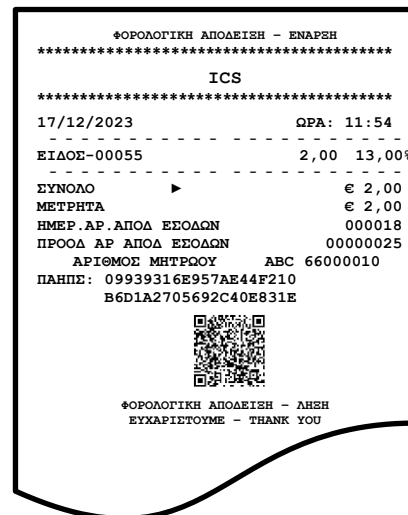 ΦΟΡΟΛΟΓΙΚΗ ΑΠΟΔΕΙΞΗ – ΕΝΑΡΞΗ
******************************************
ICS
******************************************
17/12/2023 ΩΡΑ: 11:54
- - - - - - - - - - - - - - - - - - - - -
ΕΙΔΟΣ-00055 2,00 13,00%
- - - - - - - - - - - - - - - - - - - - -
ΣΥΝΟΛΟ ► € 2,00
ΜΕΤΡΗΤΑ € 2,00
ΗΜΕΡ.ΑΡ.ΑΠΟΔ ΕΣΟΔΩΝ 000018
ΠΡΟΟΔ ΑΡ ΑΠΟΔ ΕΣΟΔΩΝ 00000025
ΑΡΙΘΜΟΣ ΜΗΤΡΩΟΥ ABC 66000010
ΠΑΗΠΣ: 09939316E957AE44F210
B6D1A2705692C40E831E
ΦΟΡΟΛΟΓΙΚΗ ΑΠΟΔΕΙΞΗ – ΛΗΞΗ
ΕΥΧΑΡΙΣΤΟΥΜΕ – THANK YOU